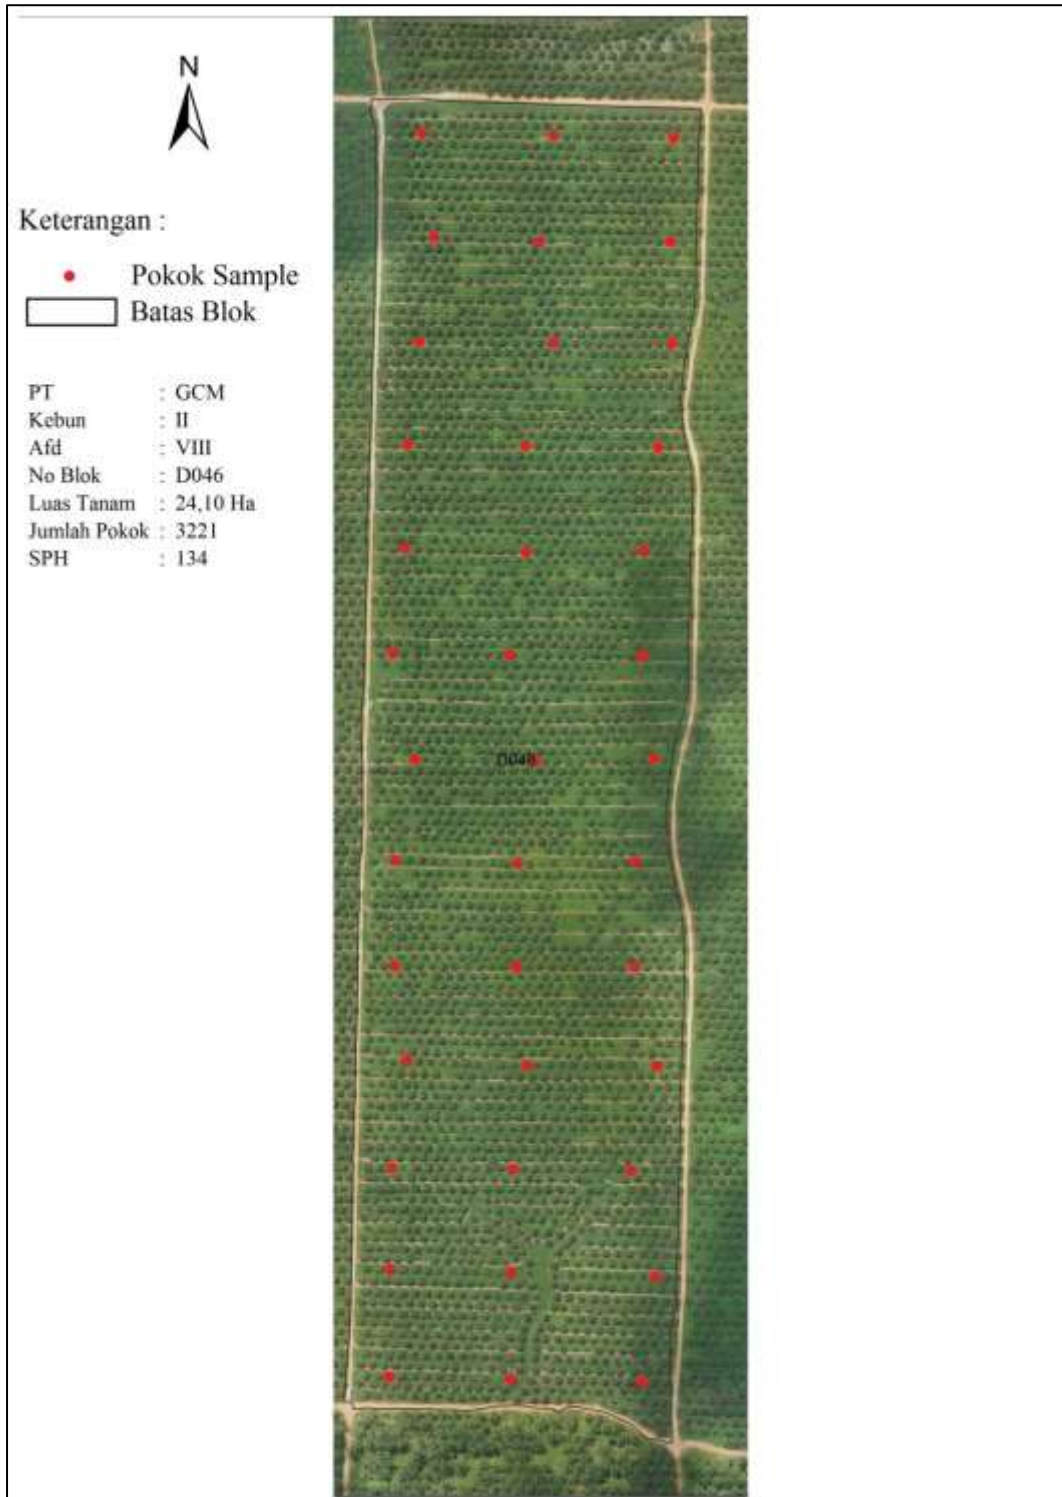 N
Keterangan :
Pokok Sample
Batas Blok
PT : GCM
Kebun : II
Afd : VIII
No Blok : D046
Luas Tanam : 24,10 Ha
Jumlah Pokok : 3221
SPH : 134
D046